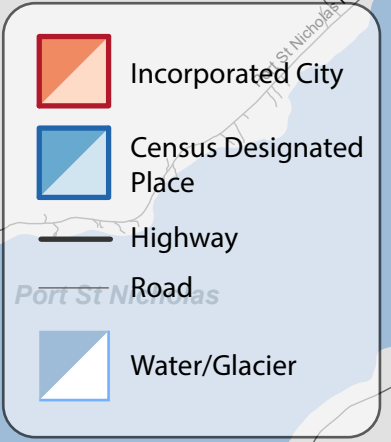 Port St Nicholas
Incorporated City
Census Designated
Place
Highway
Road
Port St Nicholas
Water/Glacier